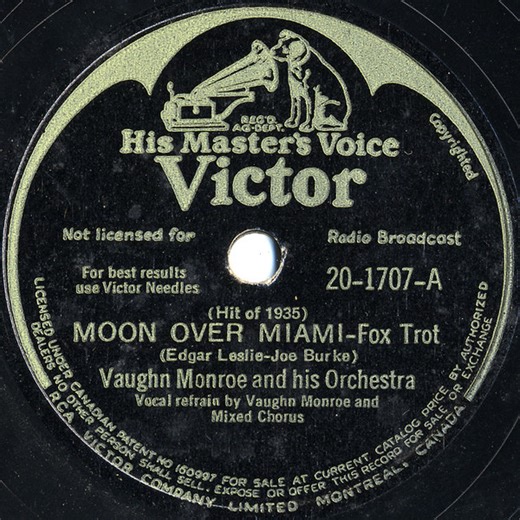 REG'D.
AG.-DEPT.
His Master's Voice
Victor
Copyrighted
Not licensed for
Radio Broadcast
For best results
use Victor Needles
20-1707-A
(Hit of 1935)
MOON OVER MIAMI-Fox Trot
(Edgar Leslie-Joe Burke)
Vaughn Monroe and his Orchestra
Vocal refrain by Vaughn Monroe and
Mixed Chorus
LICENSED UNDER CANADIAN PATENT NO 160997 FOR SALE AT CURRENT CATALOG PRICE BY AUTHORIZED
DEALERS NO OTHER PERSON SHALL SELL, EXPOSE OR OFFER THIS RECORD FOR SALE OR EXCHANGE
RCA VICTOR COMPANY LIMITED MONTREAL, CANADA